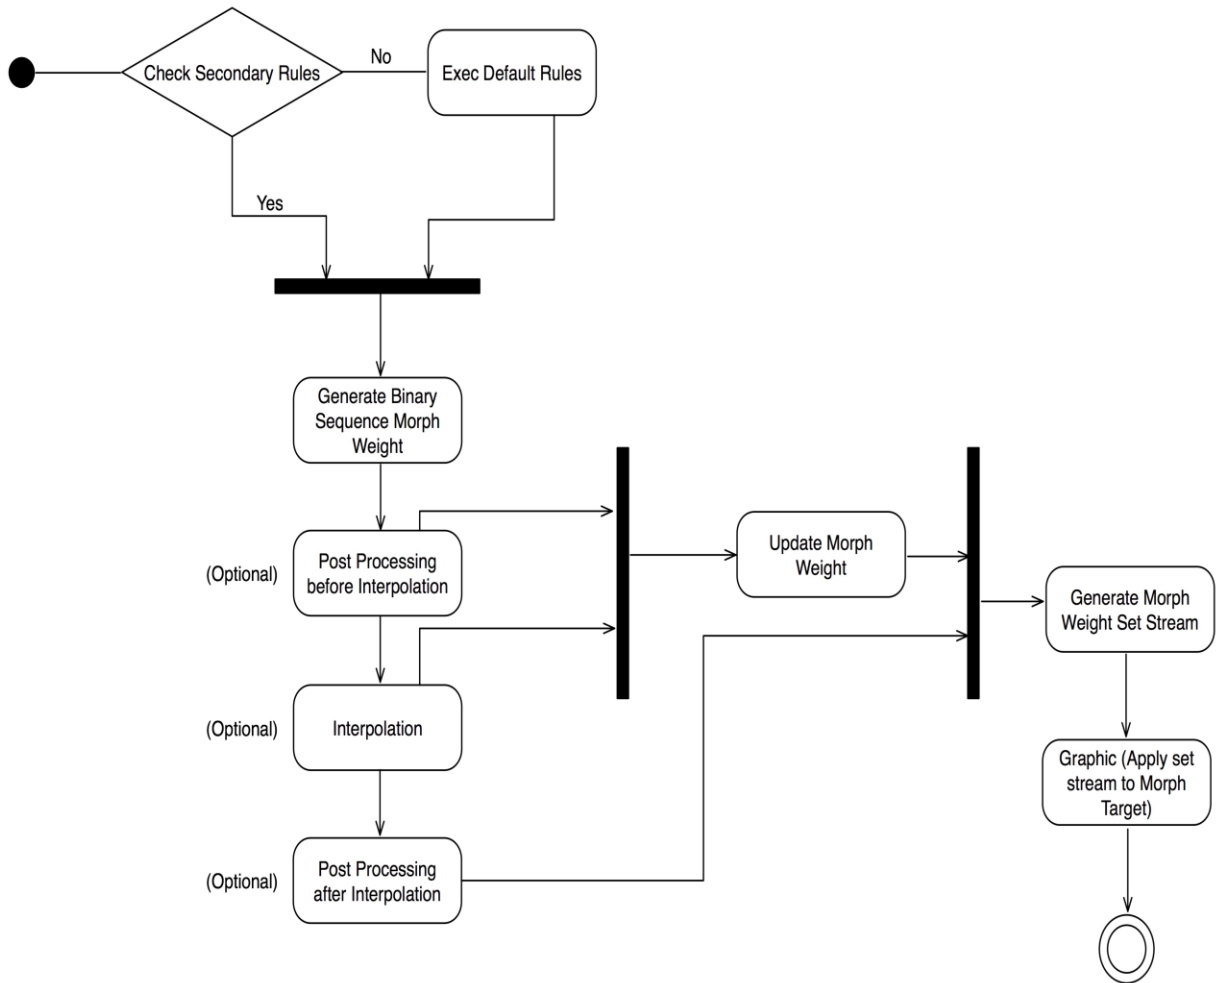 Check Secondary Rules
No
Exec Default Rules
Yes
Generate Binary
Sequence Morph
Weight
(Optional)
Post Processing
before Interpolation
Update Morph
Weight
Generate Morph
Weight Set Stream
(Optional)
Interpolation
Graphic (Apply set
stream to Morph
Target)
(Optional)
Post Processing
after Interpolation